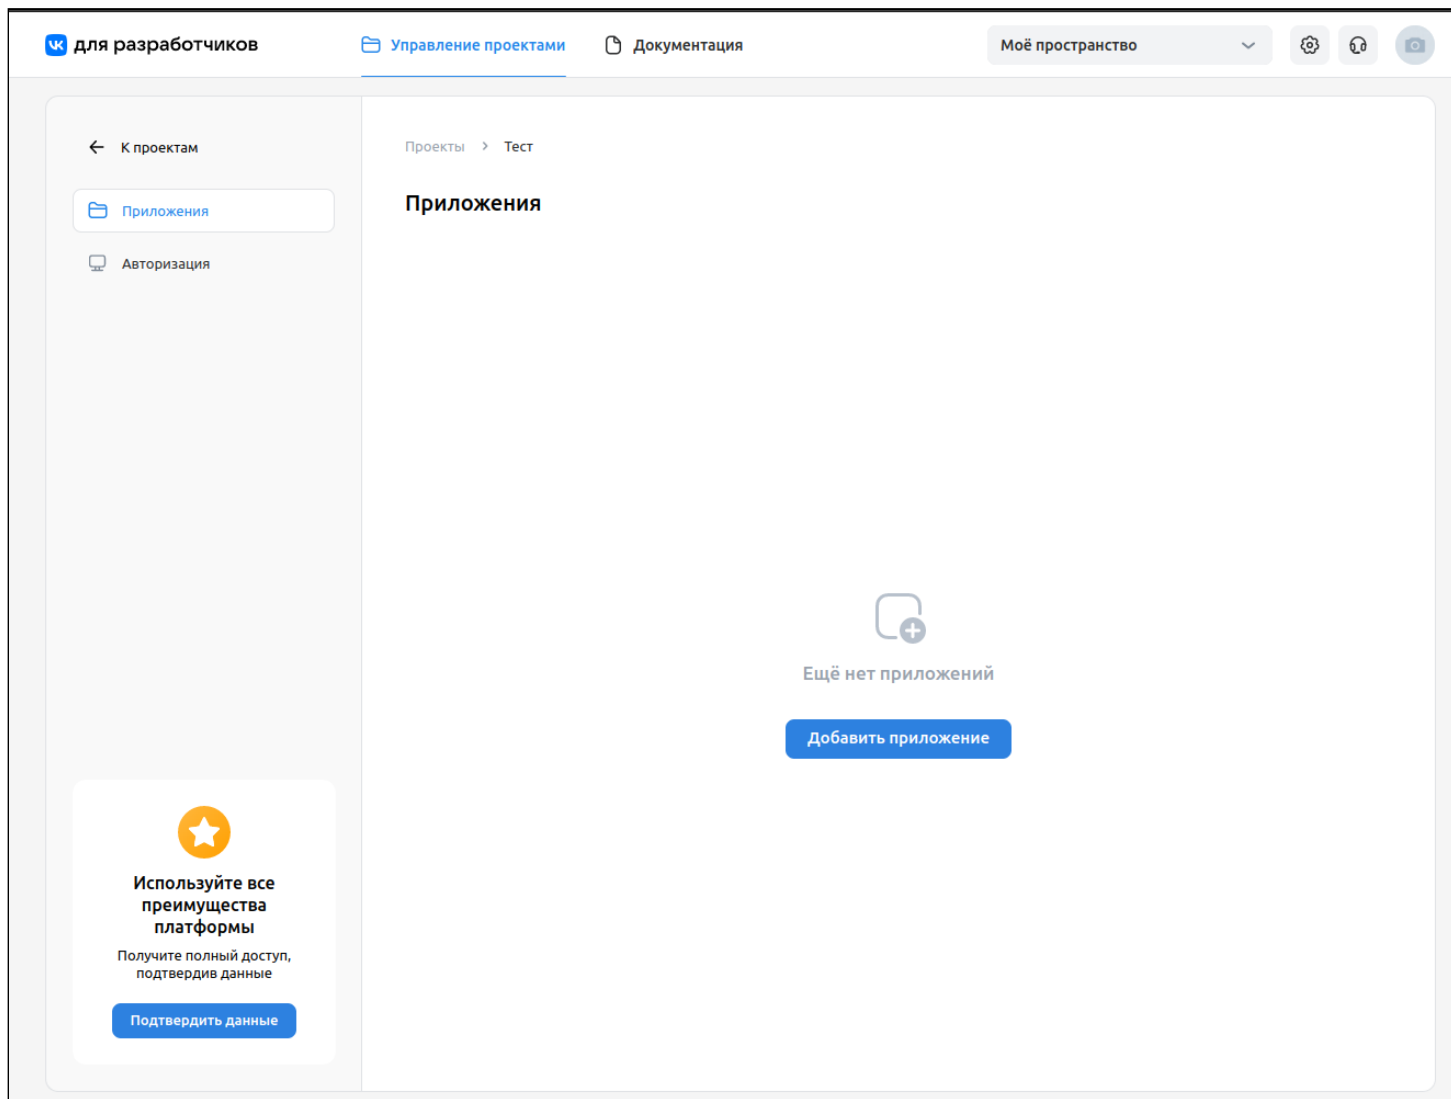 для разработчиков
Управление проектами
Документация
Моё пространство
К проектам
Приложения
Авторизация
Проекты > Тест
Приложения
Ещё нет приложений
Добавить приложение
Используйте все
преимущества
платформы
Получите полный доступ,
подтвердив данные
Подтвердить данные